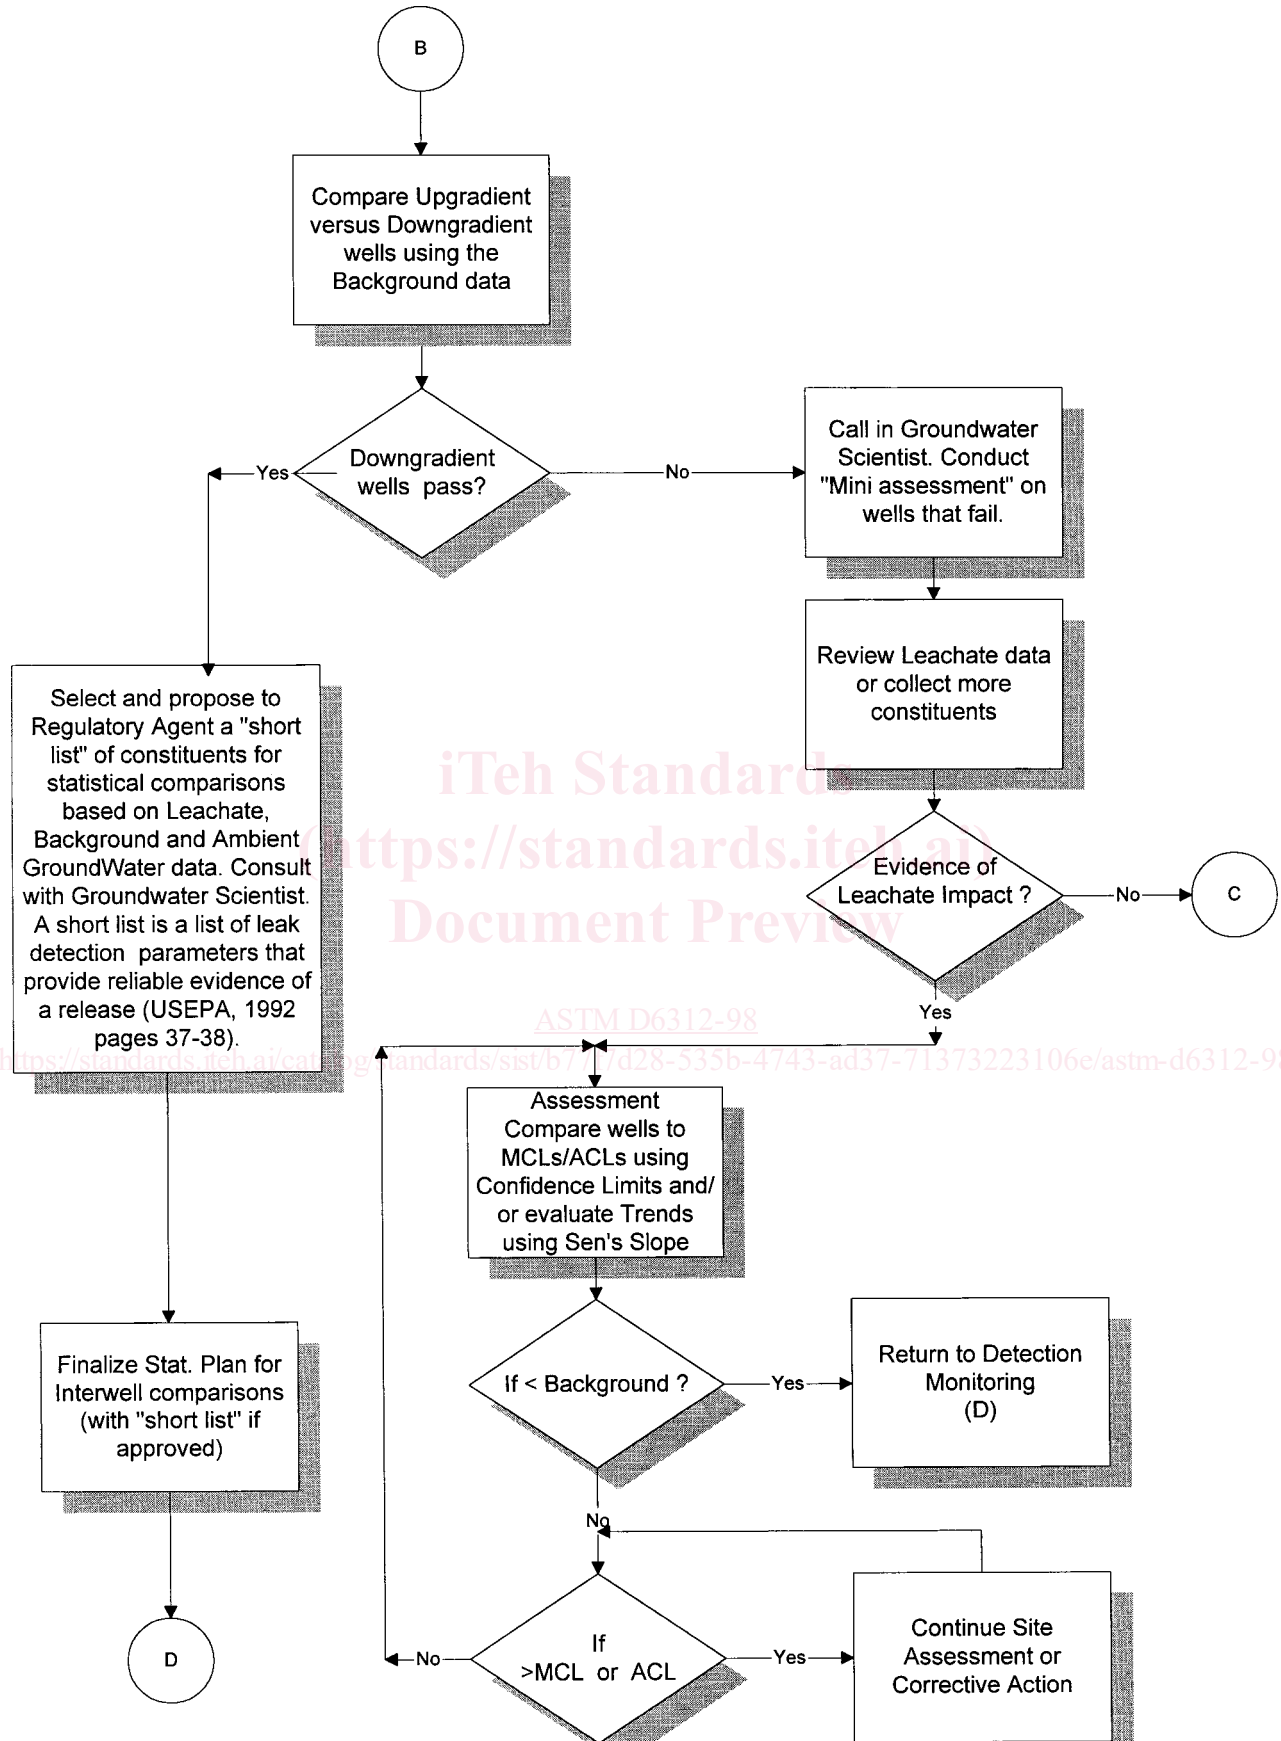 B
Compare Upgradient
versus Downgradient
wells using the
Background data
Downgradient
wells pass?
Yes
No
Call in Groundwater
Scientist. Conduct
"Mini assessment" on
wells that fail.
Review Leachate data
or collect more
constituents
Evidence of
Leachate Impact ?
No
C
Yes
Select and propose to
Regulatory Agent a "short
list" of constituents for
statistical comparisons
based on Leachate,
Background and Ambient
GroundWater data. Consult
with Groundwater Scientist.
A short list is a list of leak
detection parameters that
provide reliable evidence of
a release (USEPA, 1992
pages 37-38).
iTeh Standards
(https://standards.iteh.ai)
Document Preview
ASTM D6312-98
Assessment
Compare wells to
MCLs/ACLs using
Confidence Limits and/
or evaluate Trends
using Sen's Slope
If < Background ?
Yes
Return to Detection
Monitoring
(D)
No
Finalize Stat. Plan for
Interwell comparisons
(with "short list" if
approved)
D
If
>MCL or ACL
No
Yes
Continue Site
Assessment or
Corrective Action